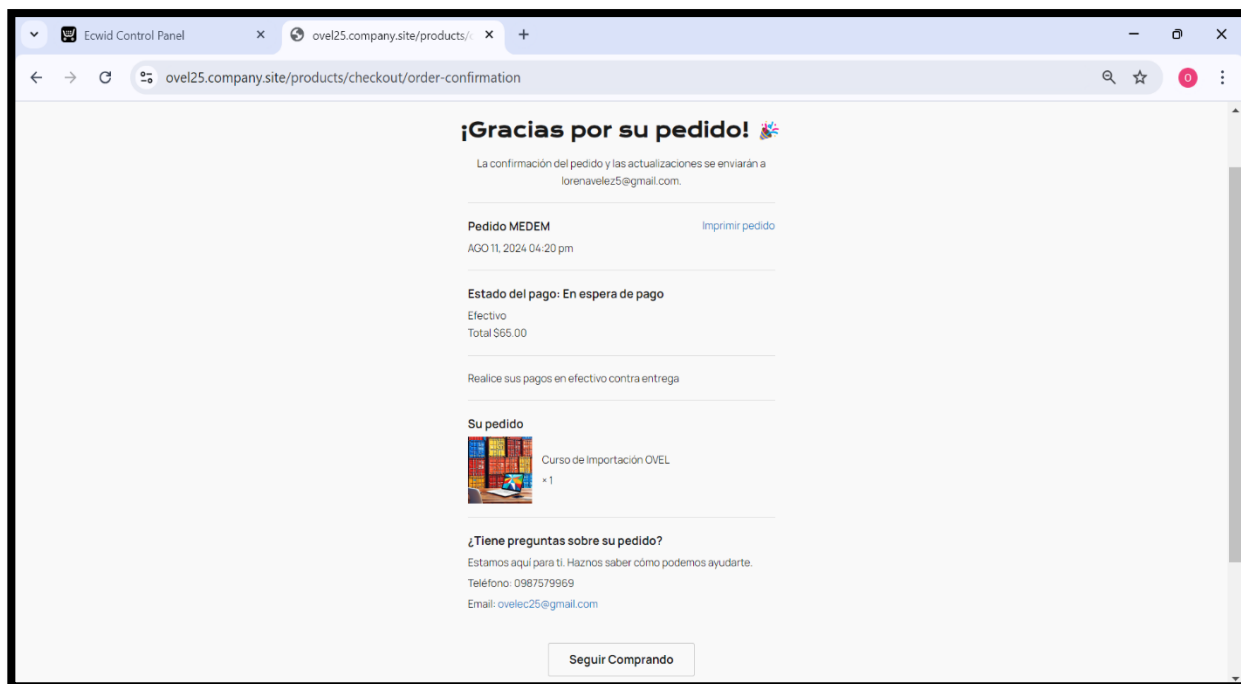 Ecwid Control Panel
ovel25.company.site/products/c
ovel25.company.site/products/checkout/order-confirmation
O
¡Gracias por su pedido! 🎉
La confirmación del pedido y las actualizaciones se enviarán a
lorenavelez5@gmail.com.
Pedido MEDEM
Imprimir pedido
AGO 11, 2024 04:20 pm
Estado del pago: En espera de pago
Efectivo
Total $65.00
Realice sus pagos en efectivo contra entrega
Su pedido
Curso de Importación OVEL
×1
¿Tiene preguntas sobre su pedido?
Estamos aquí para ti. Haznos saber cómo podemos ayudarte.
Teléfono: 0987579969
Email: ovelec25@gmail.com
Seguir Comprando